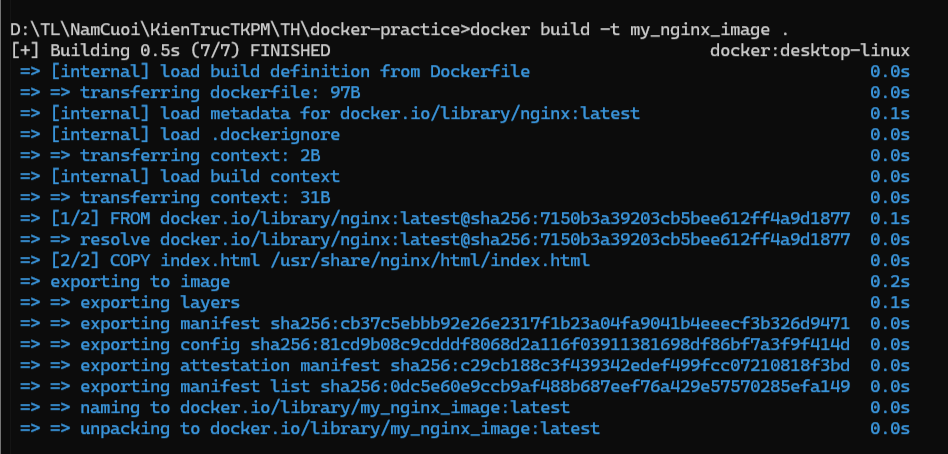 D:\TL\NamCuoi\KienTrucTKPM\TH\docker-practice>docker build -t my_nginx_image .
[+] Building 0.5s (7/7) FINISHED docker:desktop-linux
=> [internal] load build definition from Dockerfile 0.0s
=> => transferring dockerfile: 97B 0.0s
=> [internal] load metadata for docker.io/library/nginx:latest 0.1s
=> [internal] load .dockerignore 0.0s
=> => transferring context: 2B 0.0s
=> [internal] load build context 0.0s
=> => transferring context: 31B 0.0s
=> [1/2] FROM docker.io/library/nginx:latest@sha256:7150b3a39203cb5bee612ff4a9d1877 0.1s
=> => resolve docker.io/library/nginx:latest@sha256:7150b3a39203cb5bee612ff4a9d1877 0.0s
=> [2/2] COPY index.html /usr/share/nginx/html/index.html 0.0s
=> exporting to image 0.2s
=> => exporting layers 0.1s
=> => exporting manifest sha256:cb37c5ebbb92e26e2317f1b23a04fa9041b4eeecf3b326d9471 0.0s
=> => exporting config sha256:81cd9b08c9cdddf8068d2a116f03911381698df86bf7a3f9f414d 0.0s
=> => exporting attestation manifest sha256:c29cb188c3f439342edef499fcc07210818f3bd 0.0s
=> => exporting manifest list sha256:0dc5e60e9ccb9af488b687eef76a429e57570285efa149 0.0s
=> => naming to docker.io/library/my_nginx_image:latest 0.0s
=> => unpacking to docker.io/library/my_nginx_image:latest 0.0s